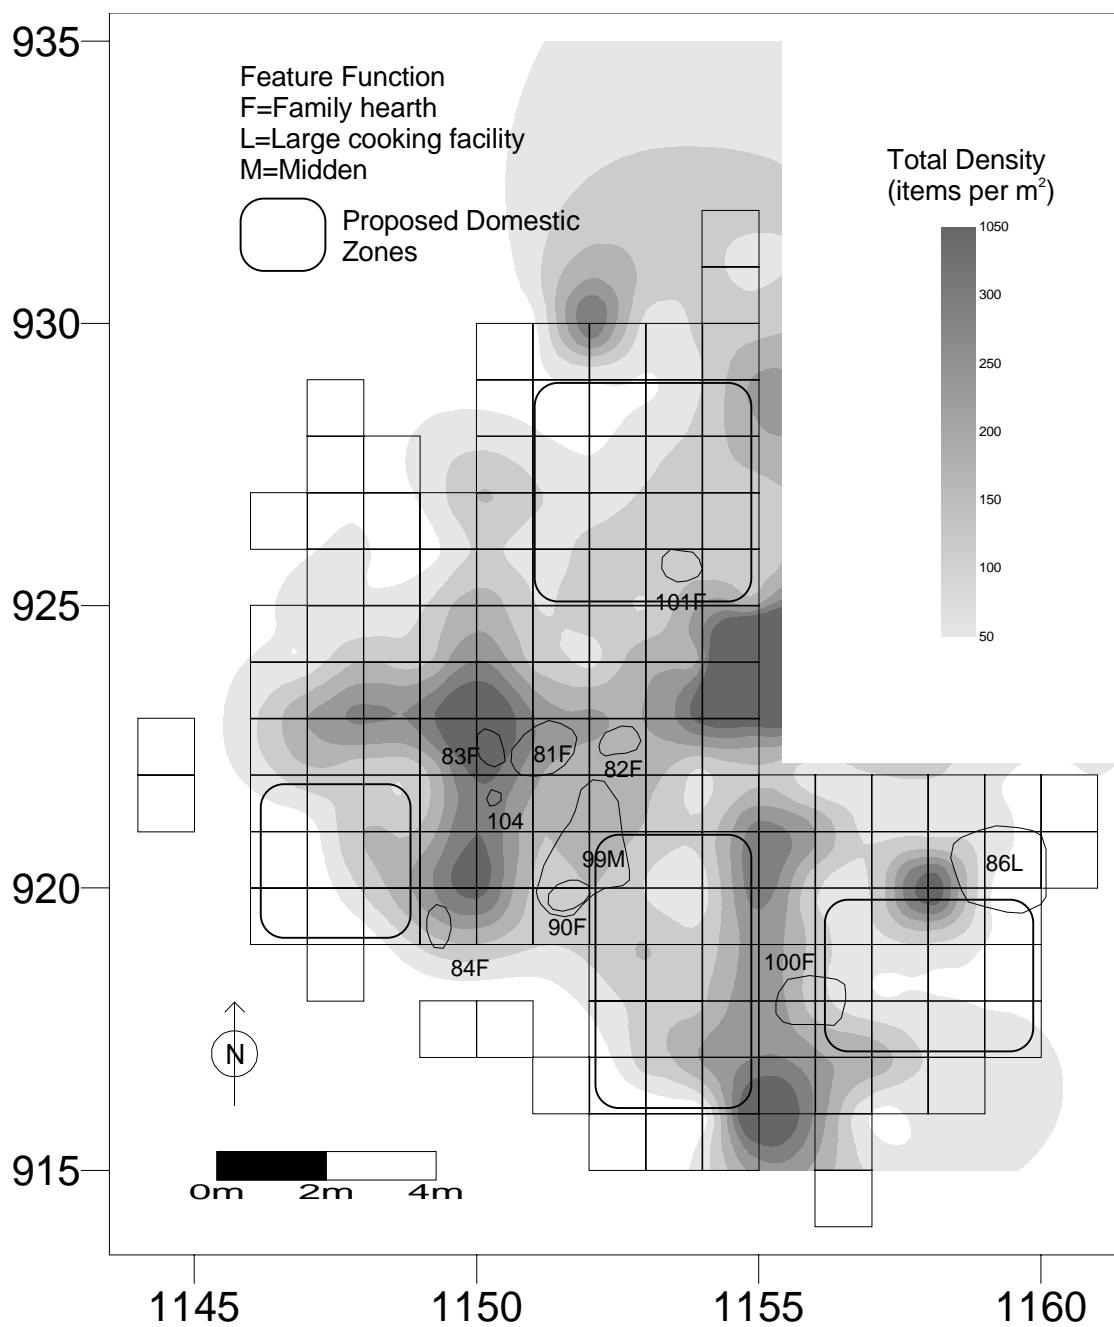 935
Feature Function
F=Family hearth
L=Large cooking facility
M=Midden
Proposed Domestic
Zones
Total Density
(items per m²)
1050
300
250
200
150
100
50
930
925
101F
83F
81F
82F
104
99M
86L
920
90F
84F
100F
N
915
0m 2m 4m
1145 1150 1155 1160